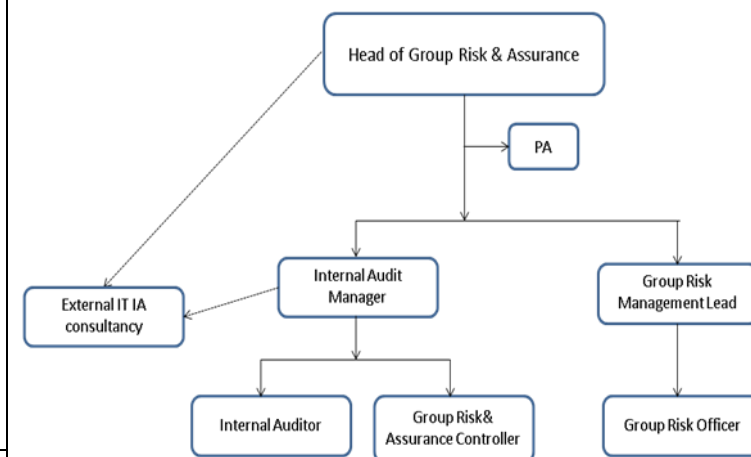 Head of Group Risk & Assurance
PA
Internal Audit
Manager
Group Risk
Management Lead
External IT IA
consultancy
Internal Auditor
Group Risk&
Assurance Controller
Group Risk Officer